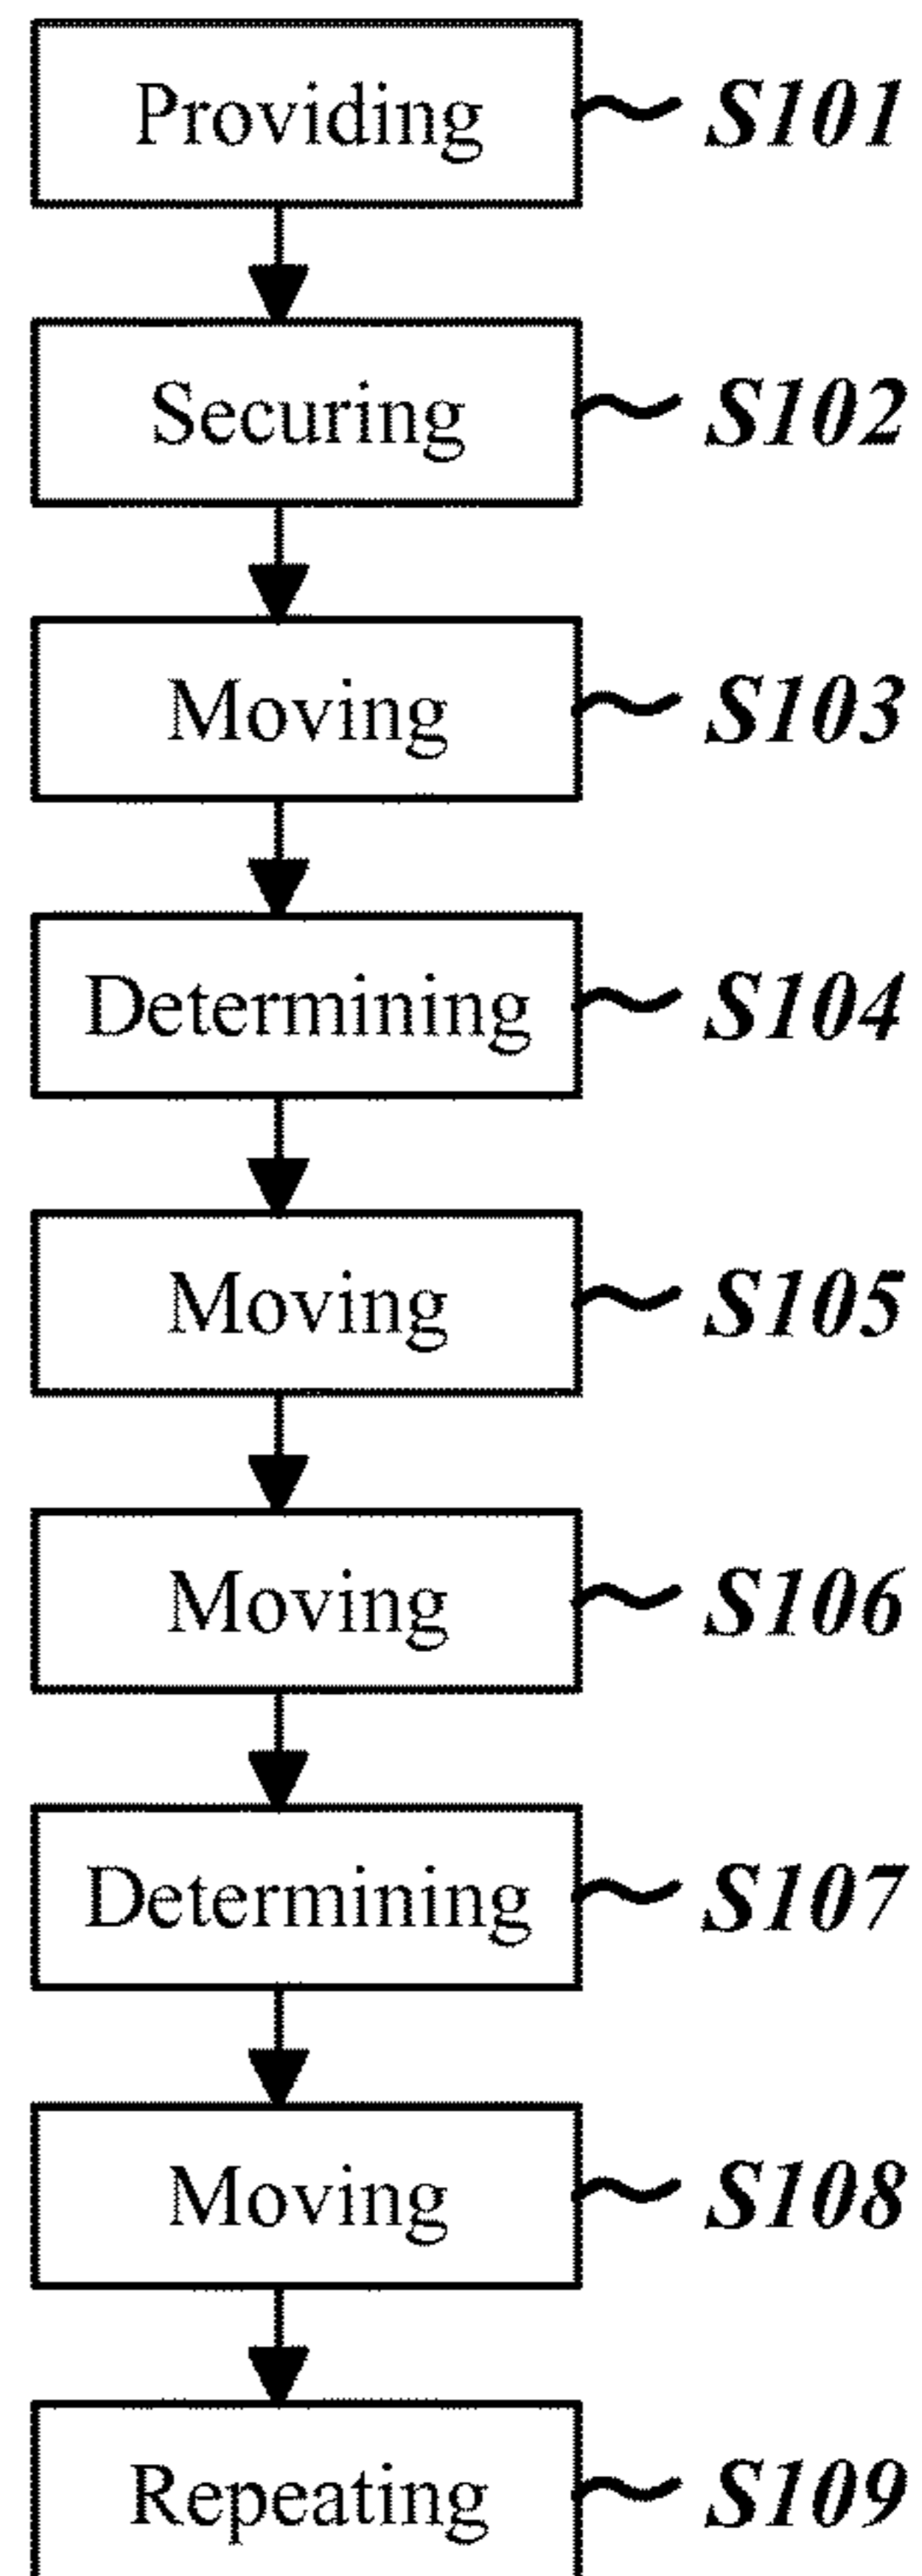 Providing S101
Securing S102
Moving S103
Determining S104
Moving S105
Moving S106
Determining S107
Moving S108
Repeating S109